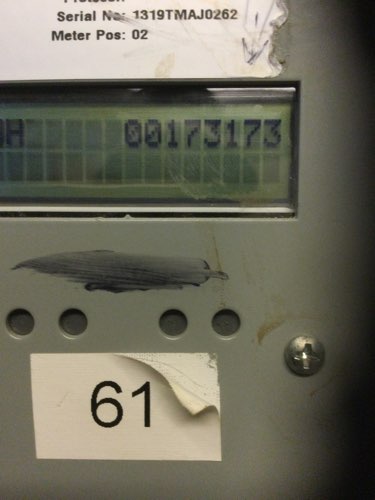 Serial No: 1319TMAJ0262
Meter Pos: 02
H 00173173
61